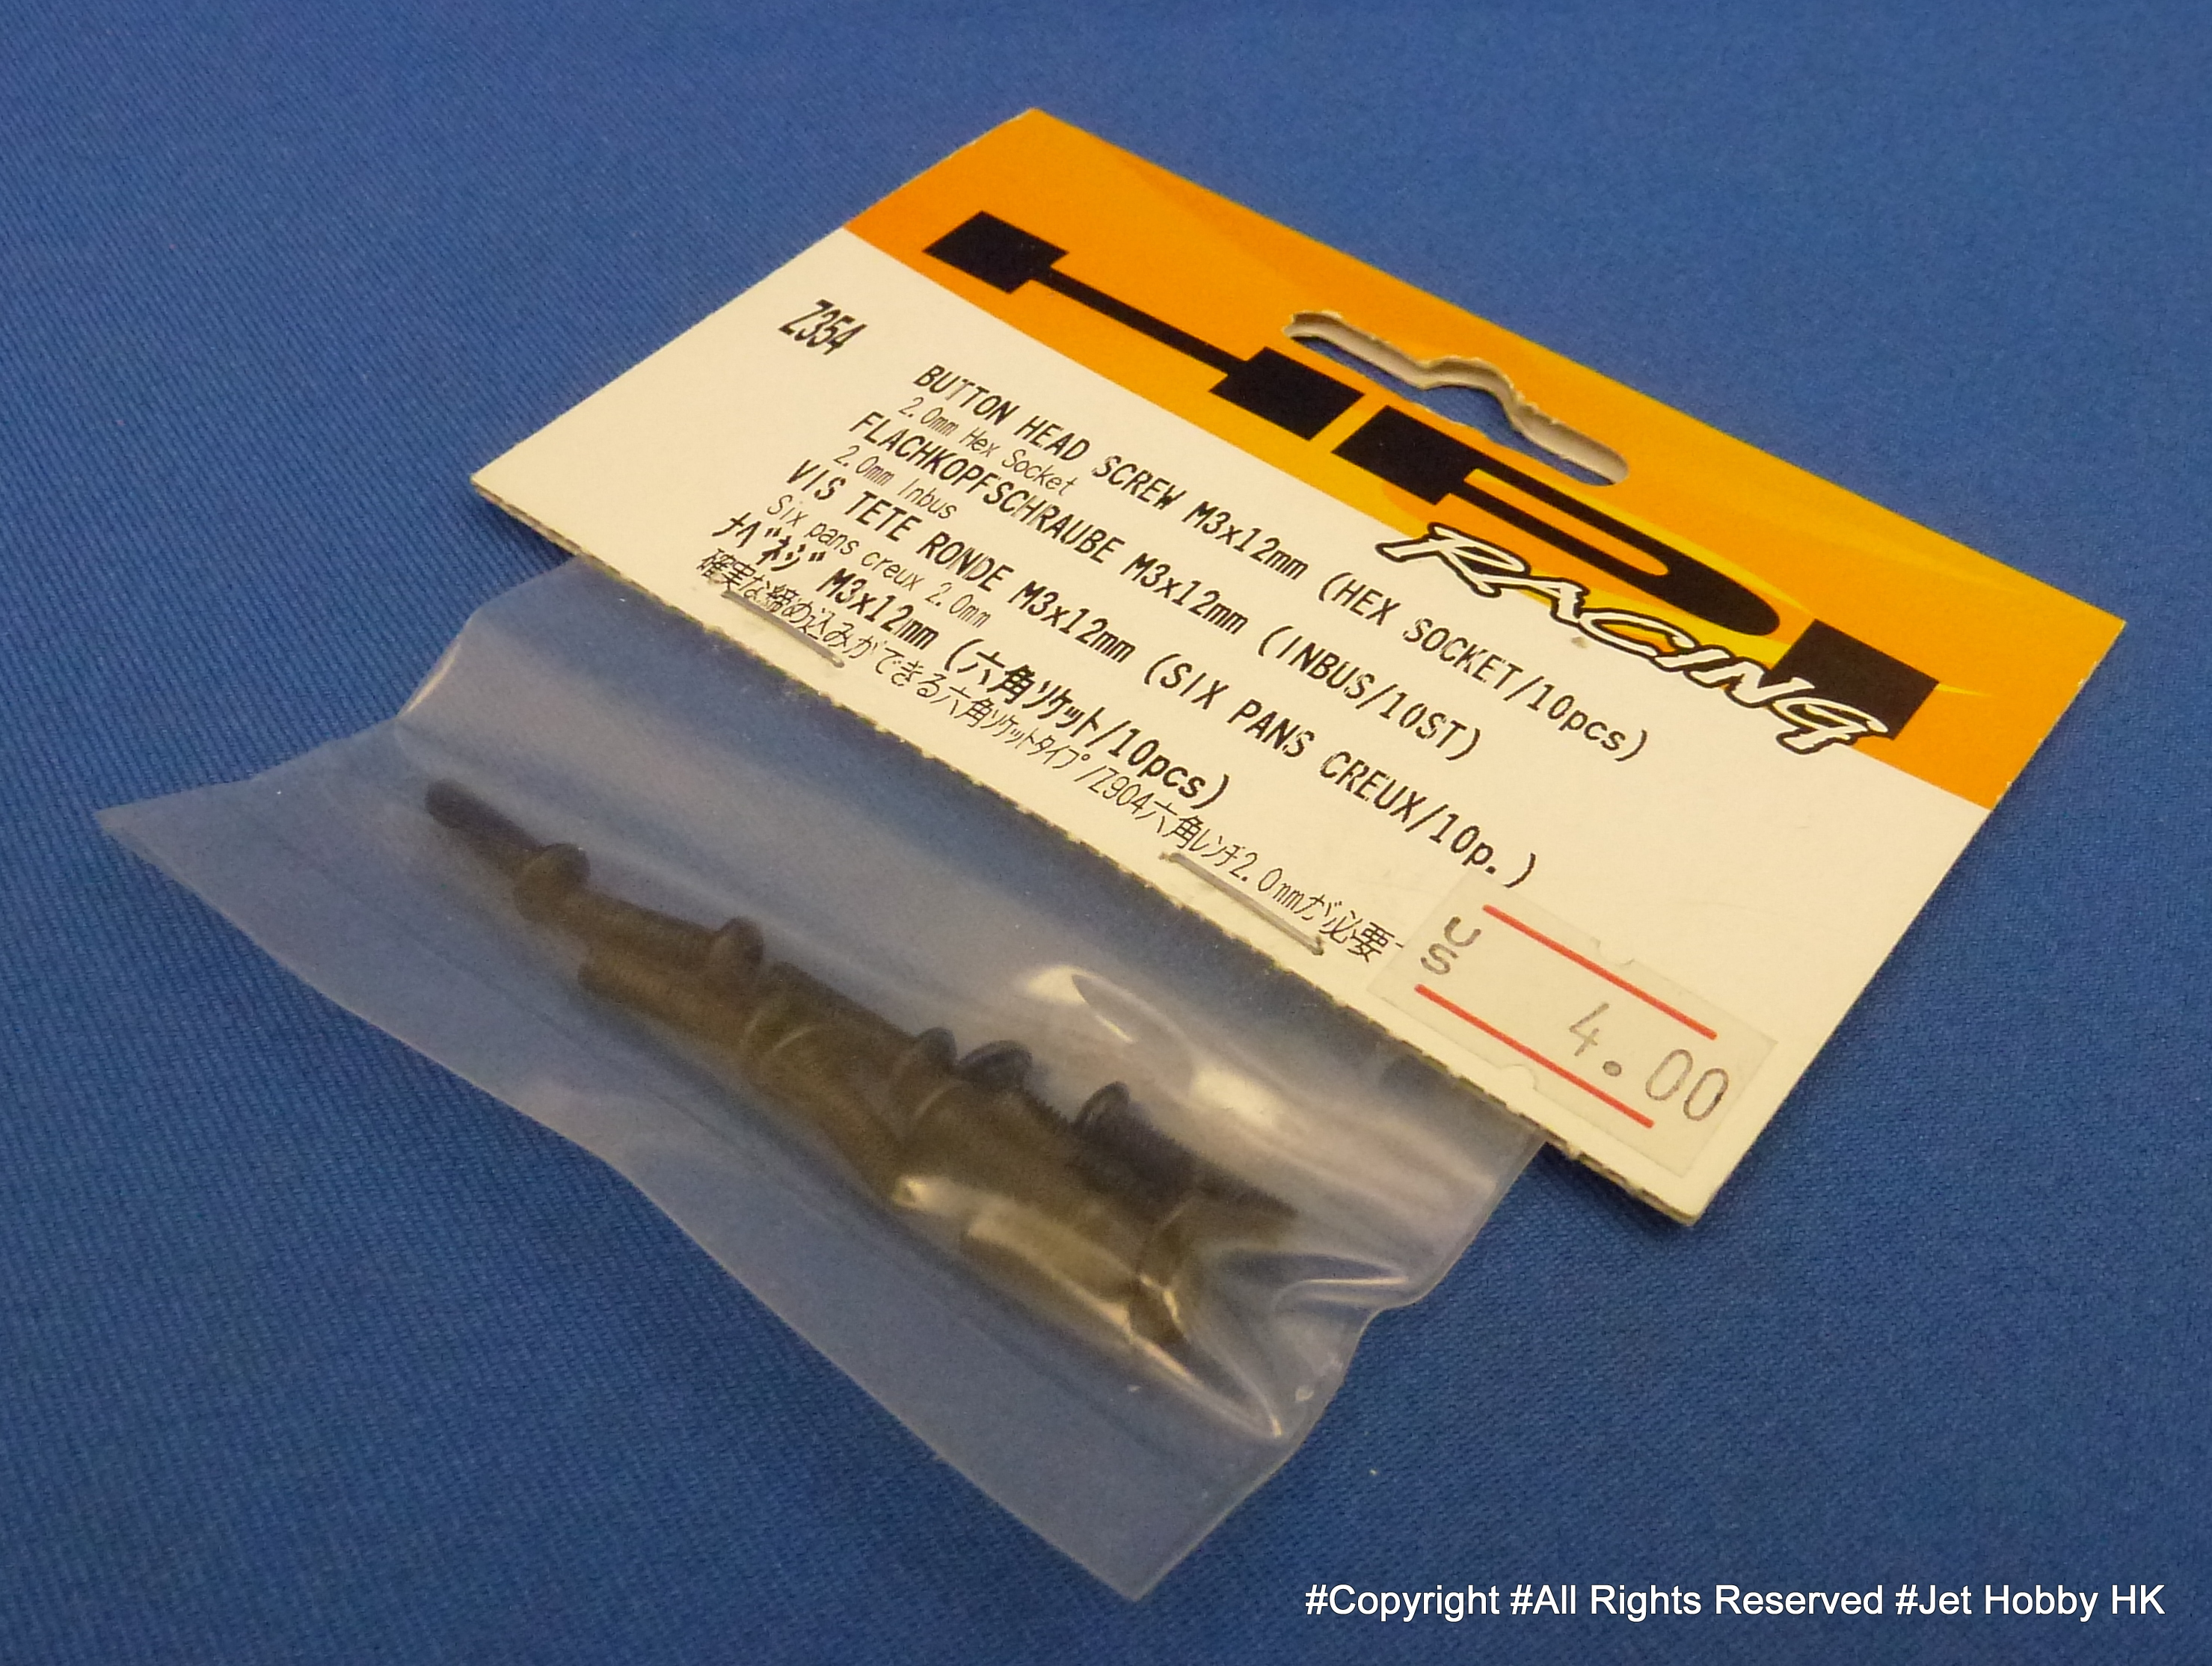 HPI
RACING
Z354
BUTTON HEAD SCREW M3x12mm (HEX SOCKET/10pcs)
2.0mm Hex Socket
FLACHKOPFSCHRAUBE M3x12mm (INBUS/10ST)
2.0mm Inbus
VIS TETE RONDE M3x12mm (SIX PANS CREUX/10p.)
Six pans creux 2.0mm
ナベネジ M3x12mm (六角ソケット/10pcs)
確実な締め込みができる六角ソケットタイプ/Z904六角レンチ2.0mmが必要
US
4.00
#Copyright #All Rights Reserved #Jet Hobby HK